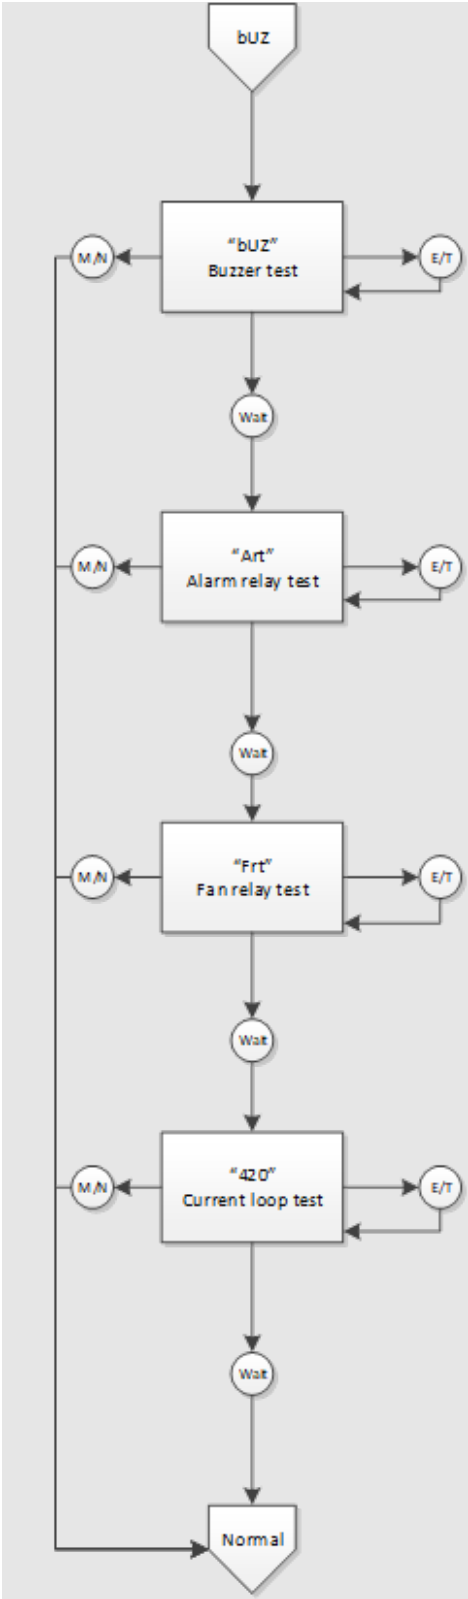 bUZ
“bUZ”
Buzzer test
M/N
E/T
Wait
“Art”
Alarm relay test
M/N
E/T
Wait
“Frt”
Fan relay test
M/N
E/T
Wait
“420”
Current loop test
M/N
E/T
Wait
Normal